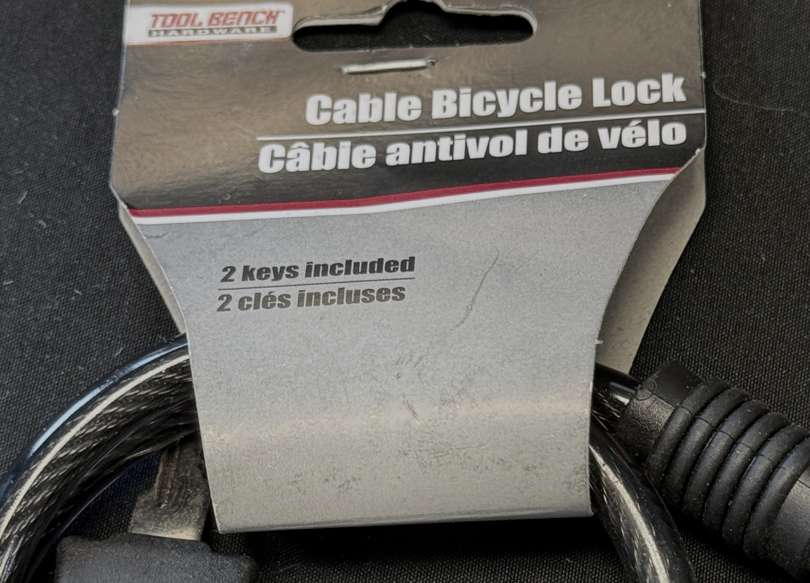 TOOL BENCH
HARDWARE
Cable Bicycle Lock
Câble antivol de vélo
2 keys included
2 clés incluses